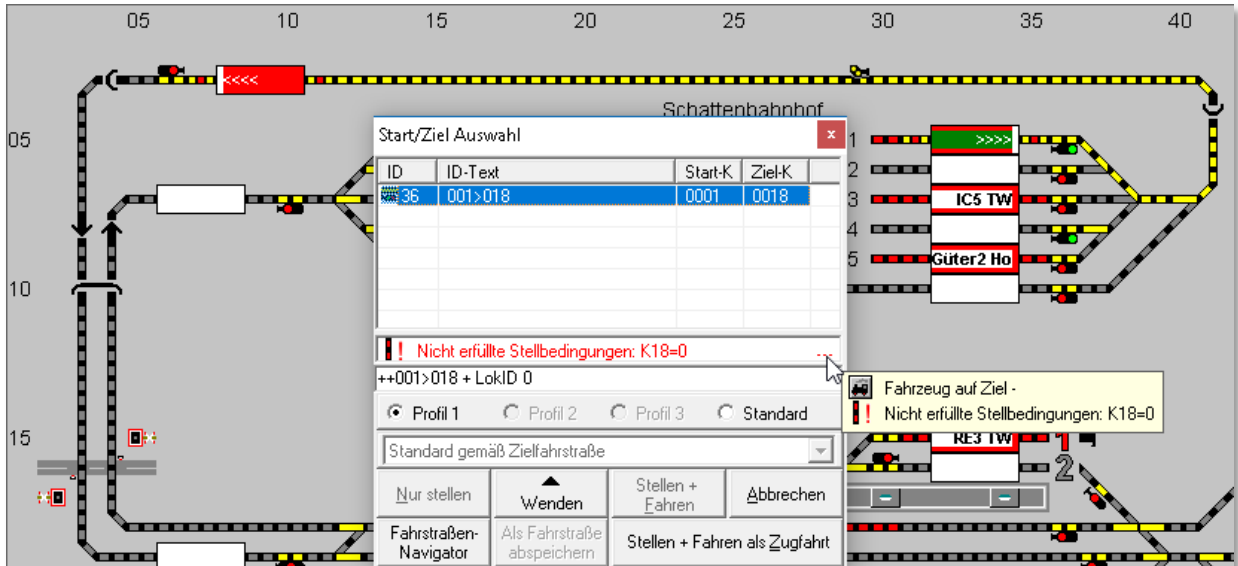 05 10 15 20 25 30 35 40
<<<<
Schattenbahnhof
Start/Ziel Auswahl x
05
1 >>>>
ID ID-Text Start-K Ziel-K
2
36 001>018 0001 0018
3 IC5 TW
4
5 Güter2 Ho
10
! Nicht erfüllte Stellbedingungen: K18=0 ...
++001>018 + LokID 0
Fahrzeug auf Ziel -
! Nicht erfüllte Stellbedingungen: K18=0
Profil 1 Profil 2 Profil 3 Standard
15
RE3 TW 1
Standard gemäß Zielfahrstraße
2
Nur stellen Wenden Stellen + Fahren Abbrechen
Fahrstraßen-Navigator Als Fahrstraße abspeichern Stellen + Fahren als Zugfahrt